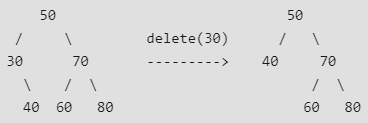 50                              50
    /     \         delete(30)        /   \
   30      70       --------->      40     70
     \    /  \                            /  \
     40  60   80                         60   80